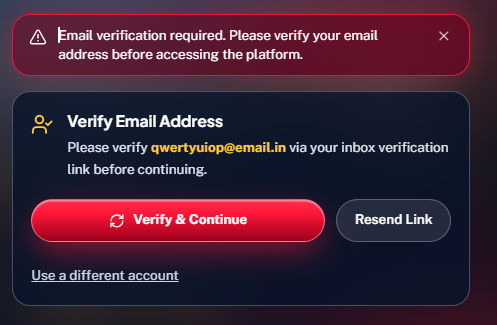 Email verification required. Please verify your email
address before accessing the platform.
Verify Email Address
Please verify qwertyuiop@email.in via your inbox verification
link before continuing.
Verify & Continue
Resend Link
Use a different account